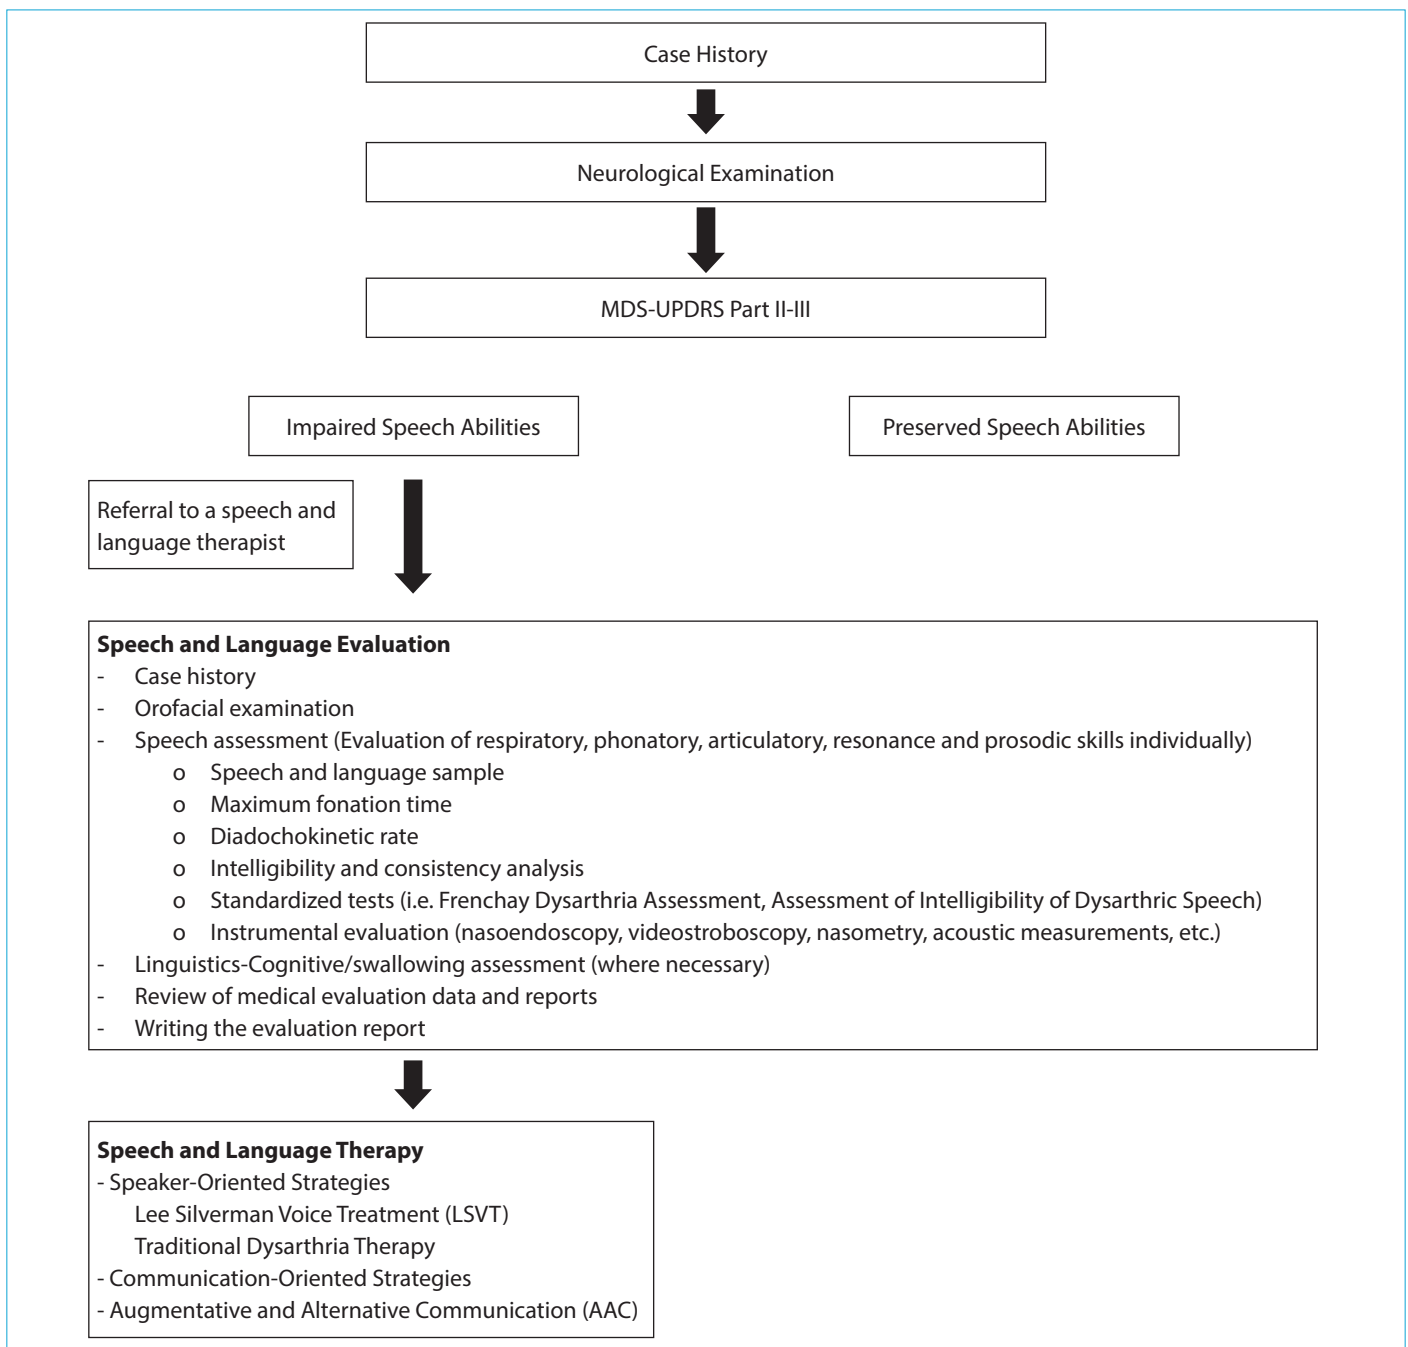 Case History
Neurological Examination
MDS-UPDRS Part II-III
Impaired Speech Abilities
Preserved Speech Abilities
Referral to a speech and
language therapist
Speech and Language Evaluation
- Case history
- Orofacial examination
- Speech assessment (Evaluation of respiratory, phonatory, articulatory, resonance and prosodic skills individually)
o Speech and language sample
o Maximum fonation time
o Diadochokinetic rate
o Intelligibility and consistency analysis
o Standardized tests (i.e. Frenchay Dysarthria Assessment, Assessment of Intelligibility of Dysarthric Speech)
o Instrumental evaluation (nasoendoscopy, videostroboscopy, nasometry, acoustic measurements, etc.)
- Linguistics-Cognitive/swallowing assessment (where necessary)
- Review of medical evaluation data and reports
- Writing the evaluation report
Speech and Language Therapy
- Speaker-Oriented Strategies
Lee Silverman Voice Treatment (LSVT)
Traditional Dysarthria Therapy
- Communication-Oriented Strategies
- Augmentative and Alternative Communication (AAC)